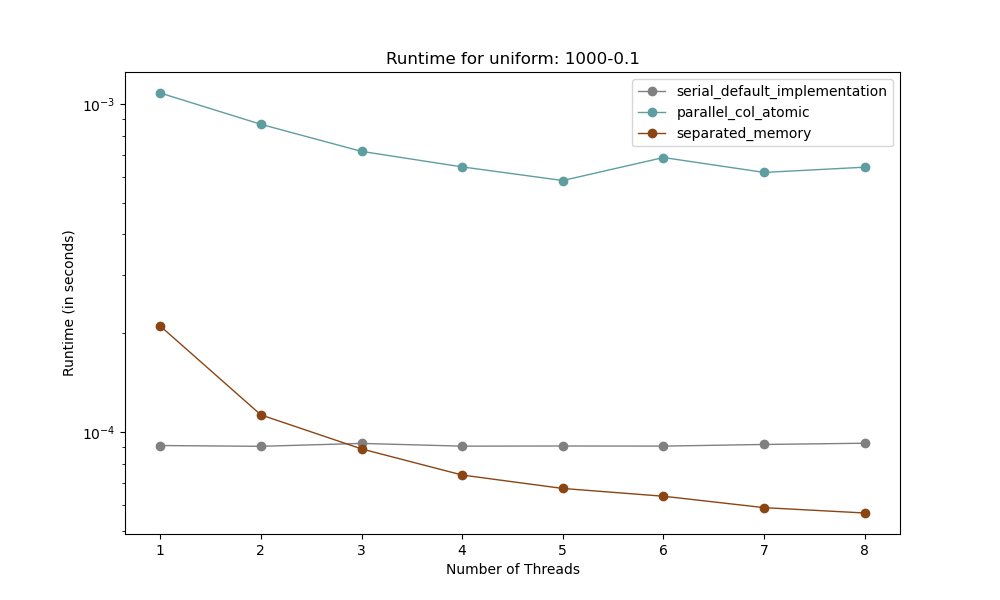 Runtime for uniform: 1000-0.1
serial_default_implementation
parallel_col_atomic
separated_memory
Runtime (in seconds)
10⁻³
10⁻⁴
1 2 3 4 5 6 7 8
Number of Threads